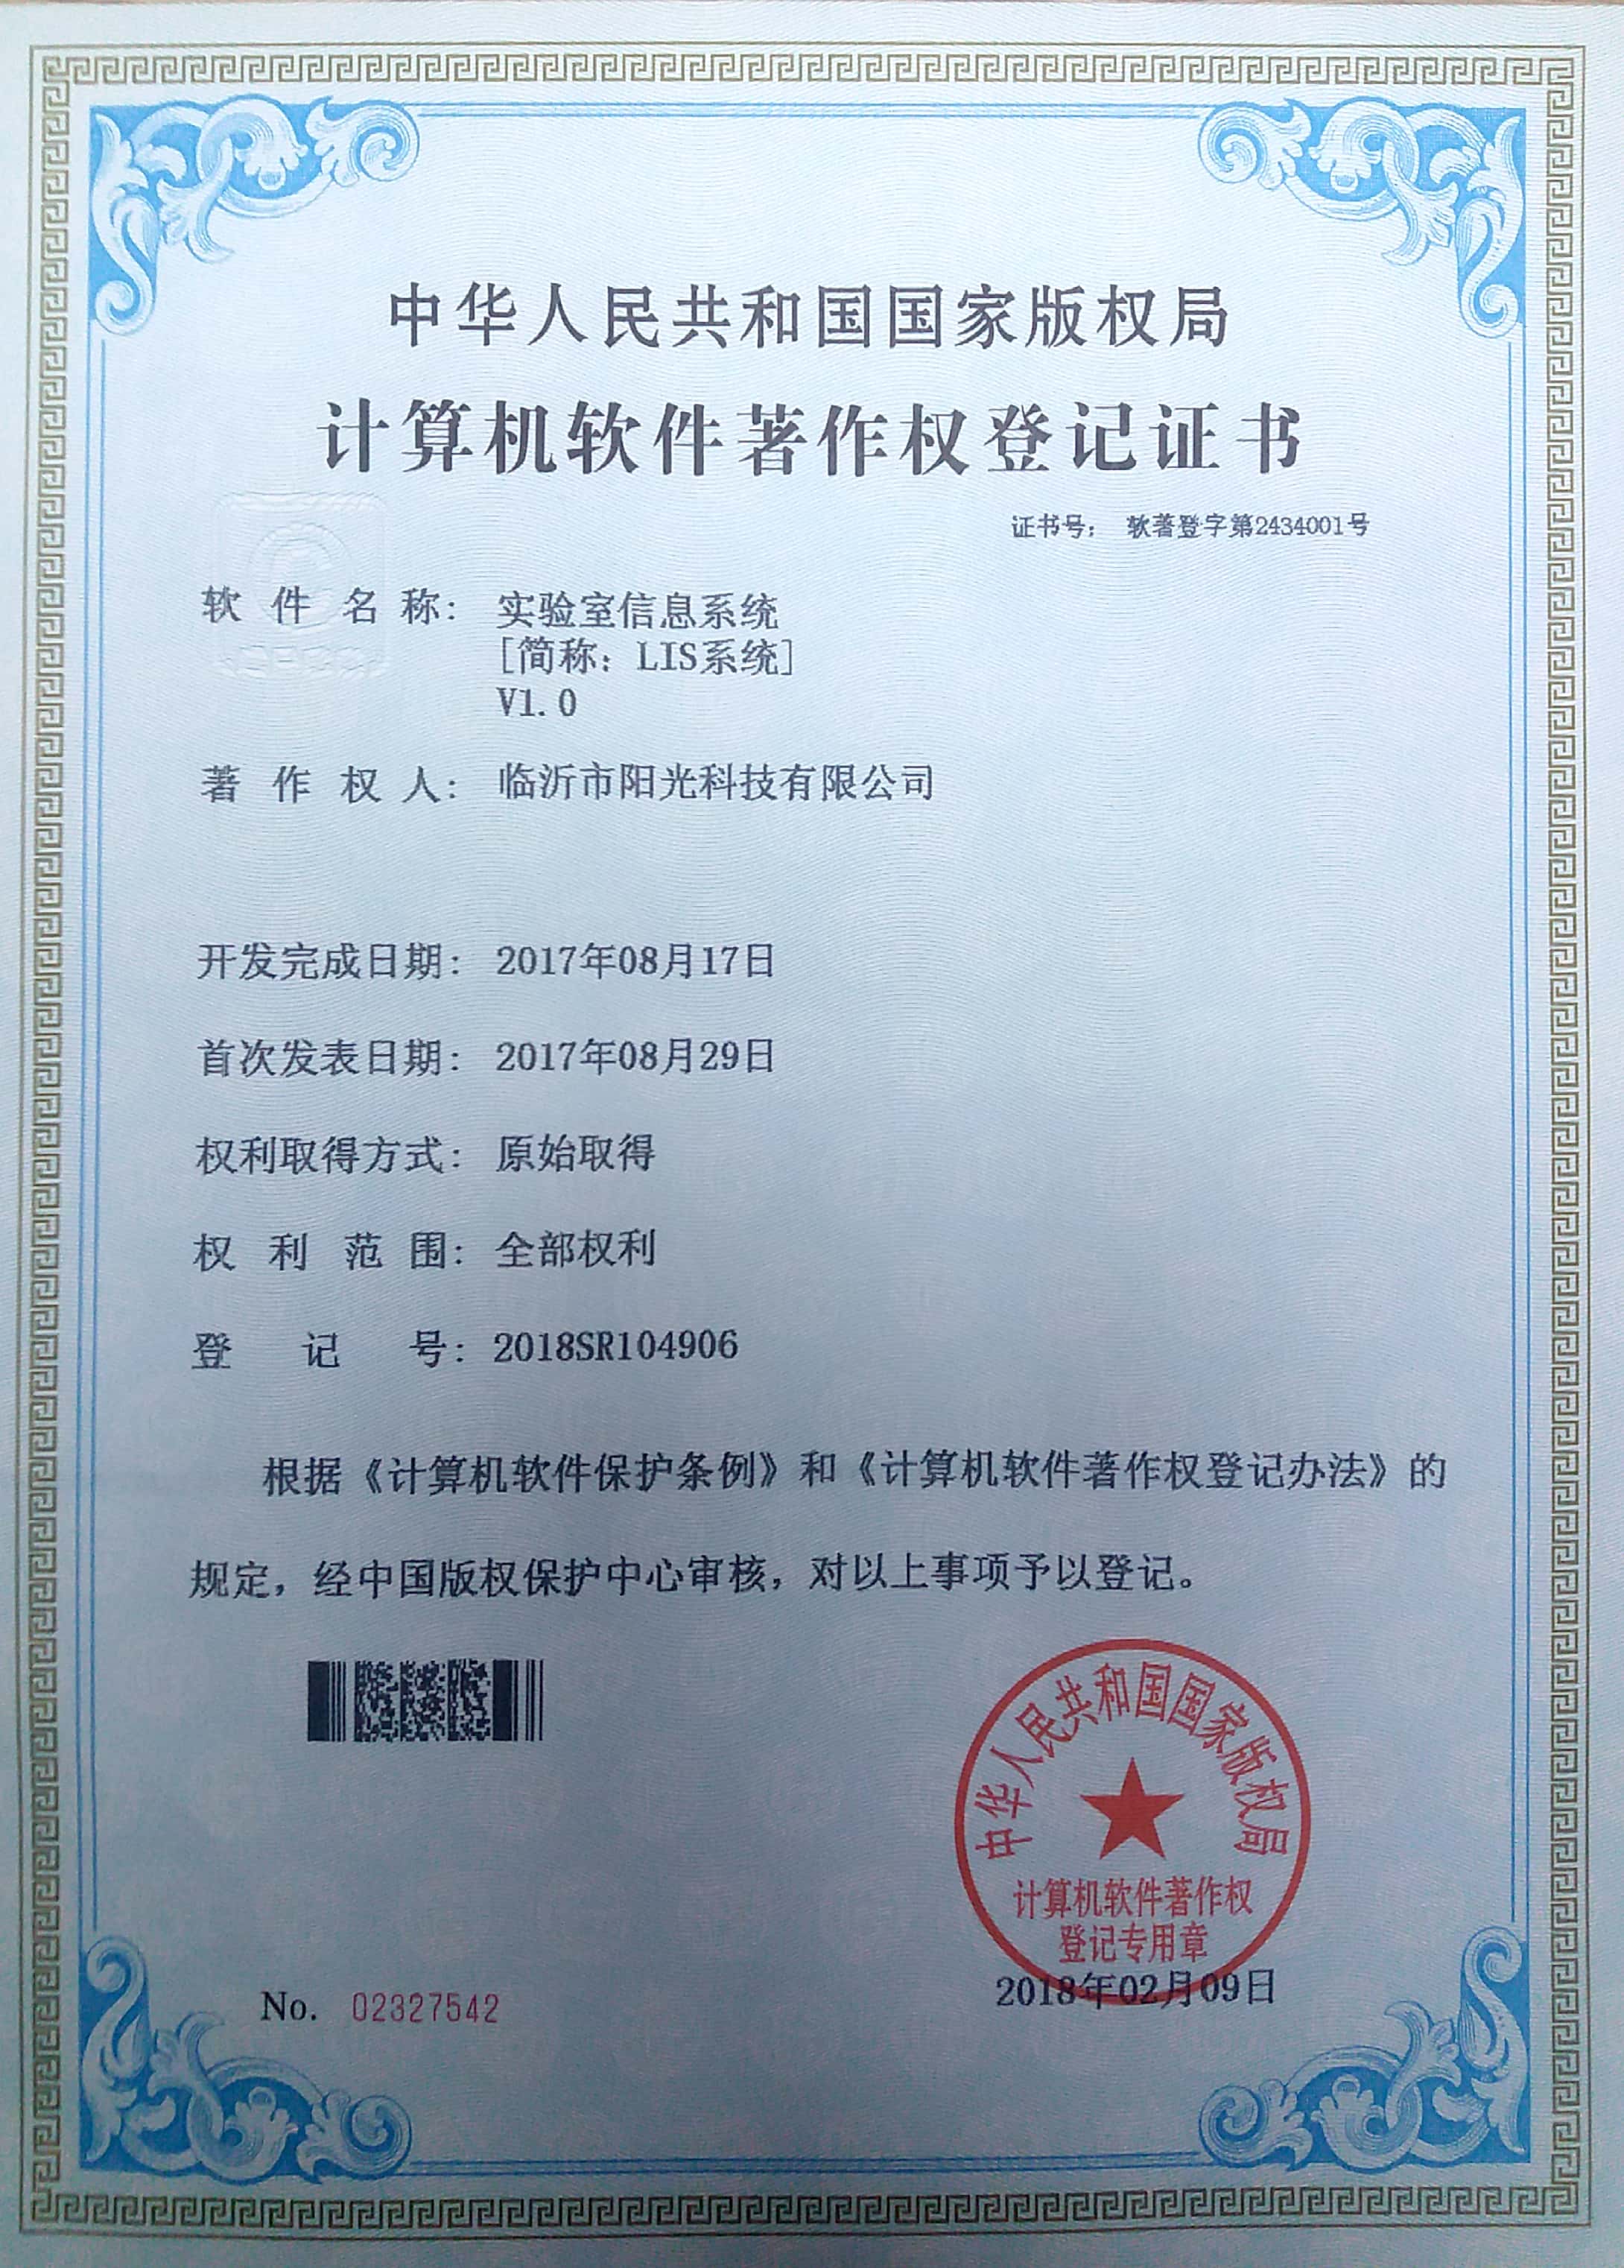 中华人民共和国国家版权局
计算机软件著作权登记证书
证书号： 软著登字第2434001号
软件名称： 实验室信息系统
[简称：LIS系统]
V1.0
著作权人： 临沂市阳光科技有限公司
开发完成日期： 2017年08月17日
首次发表日期： 2017年08月29日
权利取得方式： 原始取得
权利范围： 全部权利
登记号： 2018SR104906
根据《计算机软件保护条例》和《计算机软件著作权登记办法》的
规定，经中国版权保护中心审核，对以上事项予以登记。
中华人民共和国国家版权局
计算机软件著作权
登记专用章
2018年02月09日
No. 02327542